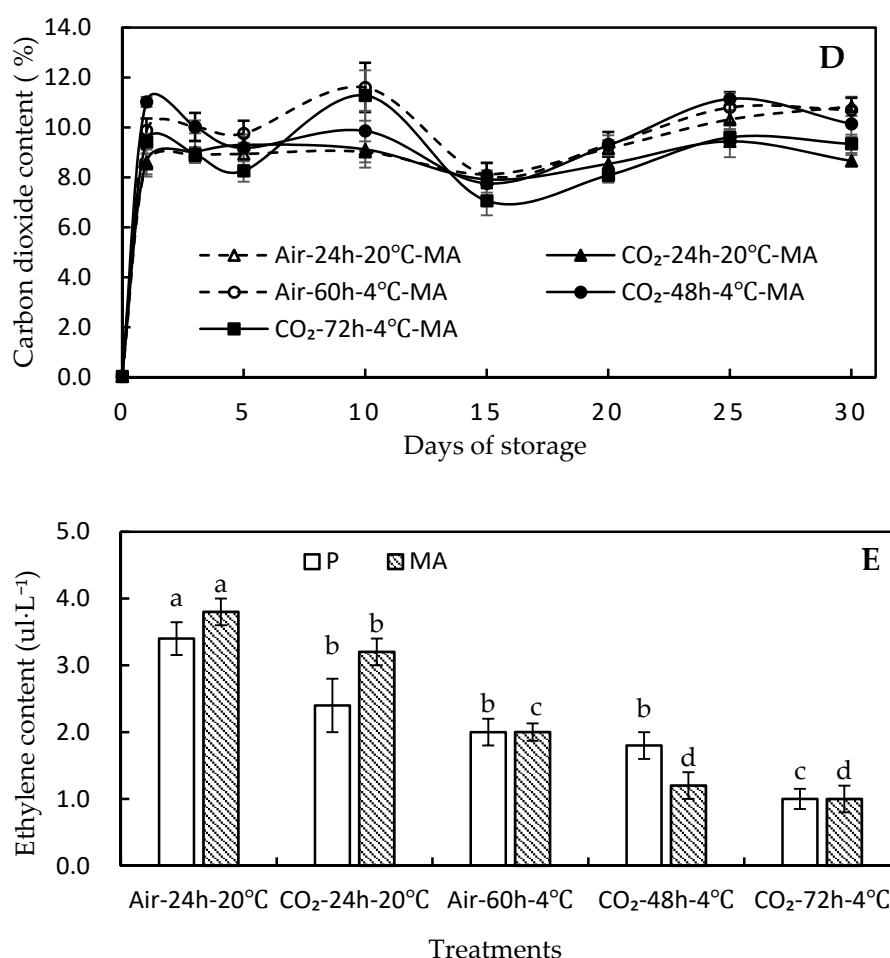 14.0
D
12.0
10.0
8.0
6.0
4.0
2.0
0.0
Carbon dioxide content ( %)
Air-24h-20℃-MA
CO₂-24h-20℃-MA
Air-60h-4℃-MA
CO₂-48h-4℃-MA
CO₂-72h-4℃-MA
0 5 10 15 20 25 30
Days of storage
5.0
P
MA
E
4.0
3.0
2.0
1.0
0.0
Ethylene content (ul·L⁻¹)
a a
b b
b c
b d
c d
Air-24h-20℃ CO₂-24h-20℃ Air-60h-4℃ CO₂-48h-4℃ CO₂-72h-4℃
Treatments